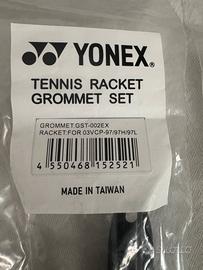 YONEX
TENNIS RACKET
GROMMET SET
GROMMET:GST-002EX
RACKET:FOR 03VCP-97/97H/97L
4 550468 152521
MADE IN TAIWAN
subito